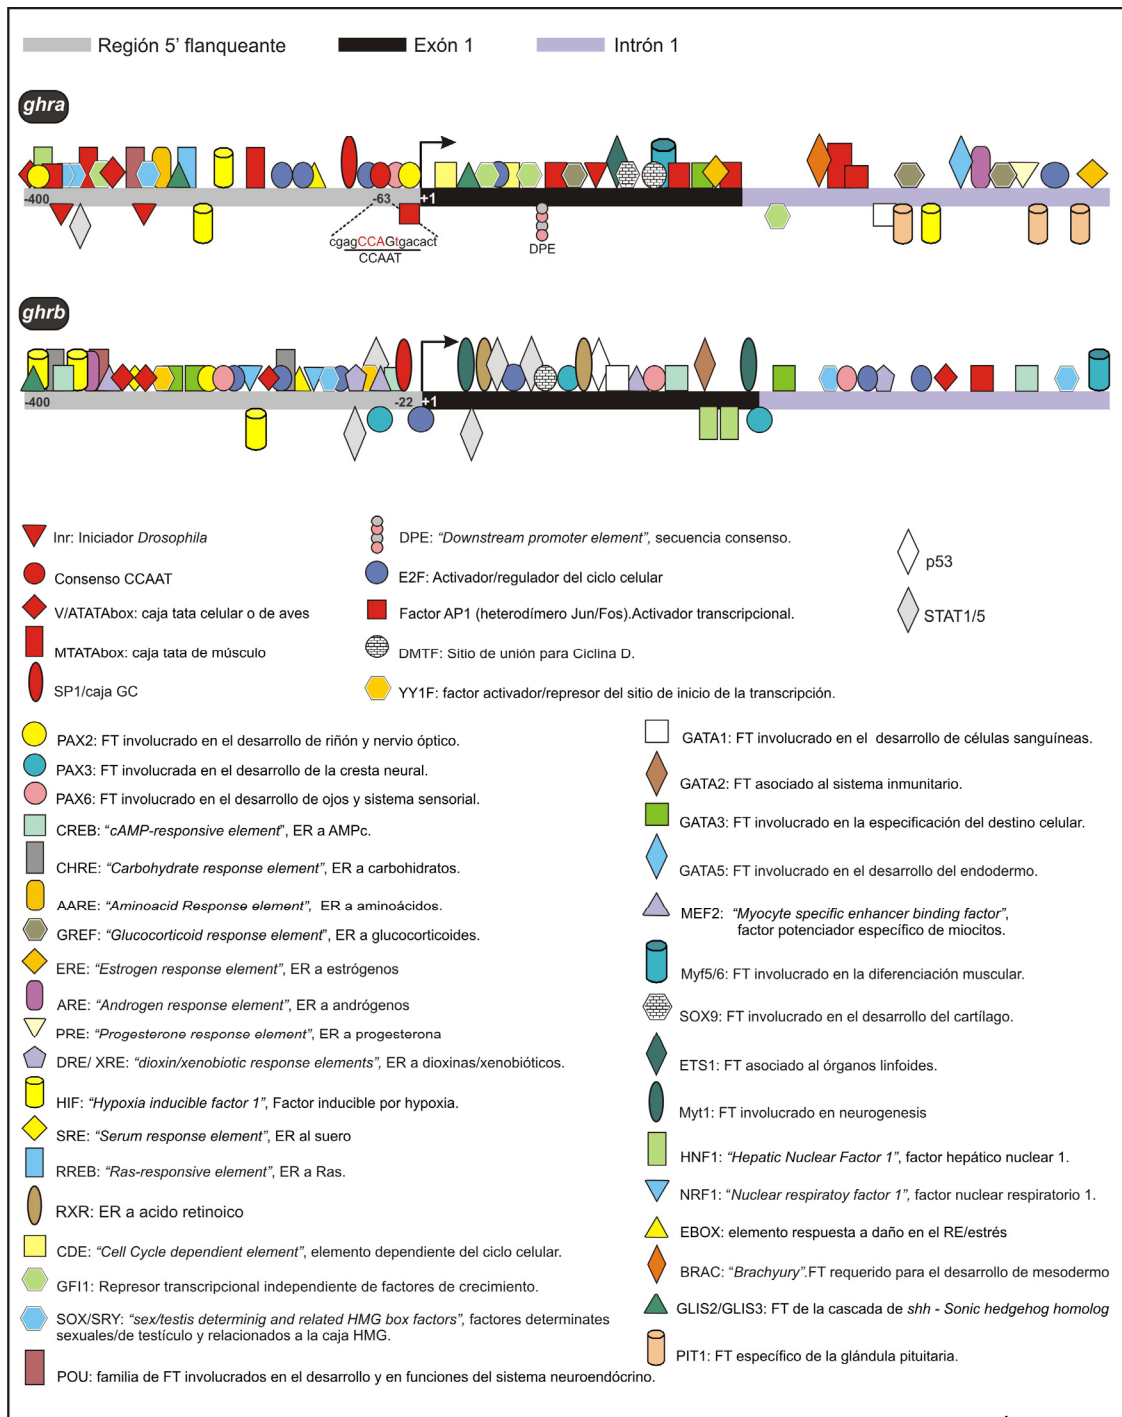 Región 5' flanqueante Exón 1 Intrón 1
ghra
-400 -63 +1
cgagCCAGtgacact
CCAAT
DPE
ghrb
-400 -22 +1
Inr: Iniciador Drosophila
Consenso CCAAT
V/ATATAbox: caja tata celular o de aves
MTATAbox: caja tata de músculo
SP1/caja GC
DPE: "Downstream promoter element", secuencia consenso.
E2F: Activador/regulador del ciclo celular
Factor AP1 (heterodímero Jun/Fos).Activador transcripcional.
DMTF: Sitio de unión para Ciclina D.
YY1F: factor activador/represor del sitio de inicio de la transcripción.
p53
STAT1/5
PAX2: FT involucrado en el desarrollo de riñón y nervio óptico.
PAX3: FT involucrada en el desarrollo de la cresta neural.
PAX6: FT involucrado en el desarrollo de ojos y sistema sensorial.
CREB: "cAMP-responsive element", ER a AMPc.
CHRE: "Carbohydrate response element", ER a carbohidratos.
AARE: "Aminoacid Response element", ER a aminoácidos.
GREF: "Glucocorticoid response element", ER a glucocorticoides.
ERE: "Estrogen response element", ER a estrógenos
ARE: "Androgen response element", ER a andrógenos
PRE: "Progesterone response element", ER a progesterona
DRE/ XRE: "dioxin/xenobiotic response elements", ER a dioxinas/xenobióticos.
HIF: "Hypoxia inducible factor 1", Factor inducible por hypoxia.
SRE: "Serum response element", ER al suero
RREB: "Ras-responsive element", ER a Ras.
RXR: ER a acido retinoico
CDE: "Cell Cycle dependent element", elemento dependiente del ciclo celular.
GFI1: Represor transcripcional independiente de factores de crecimiento.
SOX/SRY: "sex/testis determinig and related HMG box factors", factores determinates
sexuales/de testículo y relacionados a la caja HMG.
POU: familia de FT involucrados en el desarrollo y en funciones del sistema neuroendócrino.
GATA1: FT involucrado en el desarrollo de células sanguíneas.
GATA2: FT asociado al sistema inmunitario.
GATA3: FT involucrado en la especificación del destino celular.
GATA5: FT involucrado en el desarrollo del endodermo.
MEF2: "Myocyte specific enhancer binding factor",
factor potenciador específico de miocitos.
Myf5/6: FT involucrado en la diferenciación muscular.
SOX9: FT involucrado en el desarrollo del cartílago.
ETS1: FT asociado al órganos linfoides.
Myt1: FT involucrado en neurogenesis
HNF1: "Hepatic Nuclear Factor 1", factor hepático nuclear 1.
NRF1: "Nuclear respiratoy factor 1", factor nuclear respiratorio 1.
EBOX: elemento respuesta a daño en el RE/estrés
BRAC: "Brachyury".FT requerido para el desarrollo de mesodermo
GLIS2/GLIS3: FT de la cascada de shh - Sonic hedgehog homolog
PIT1: FT específico de la glándula pituitaria.